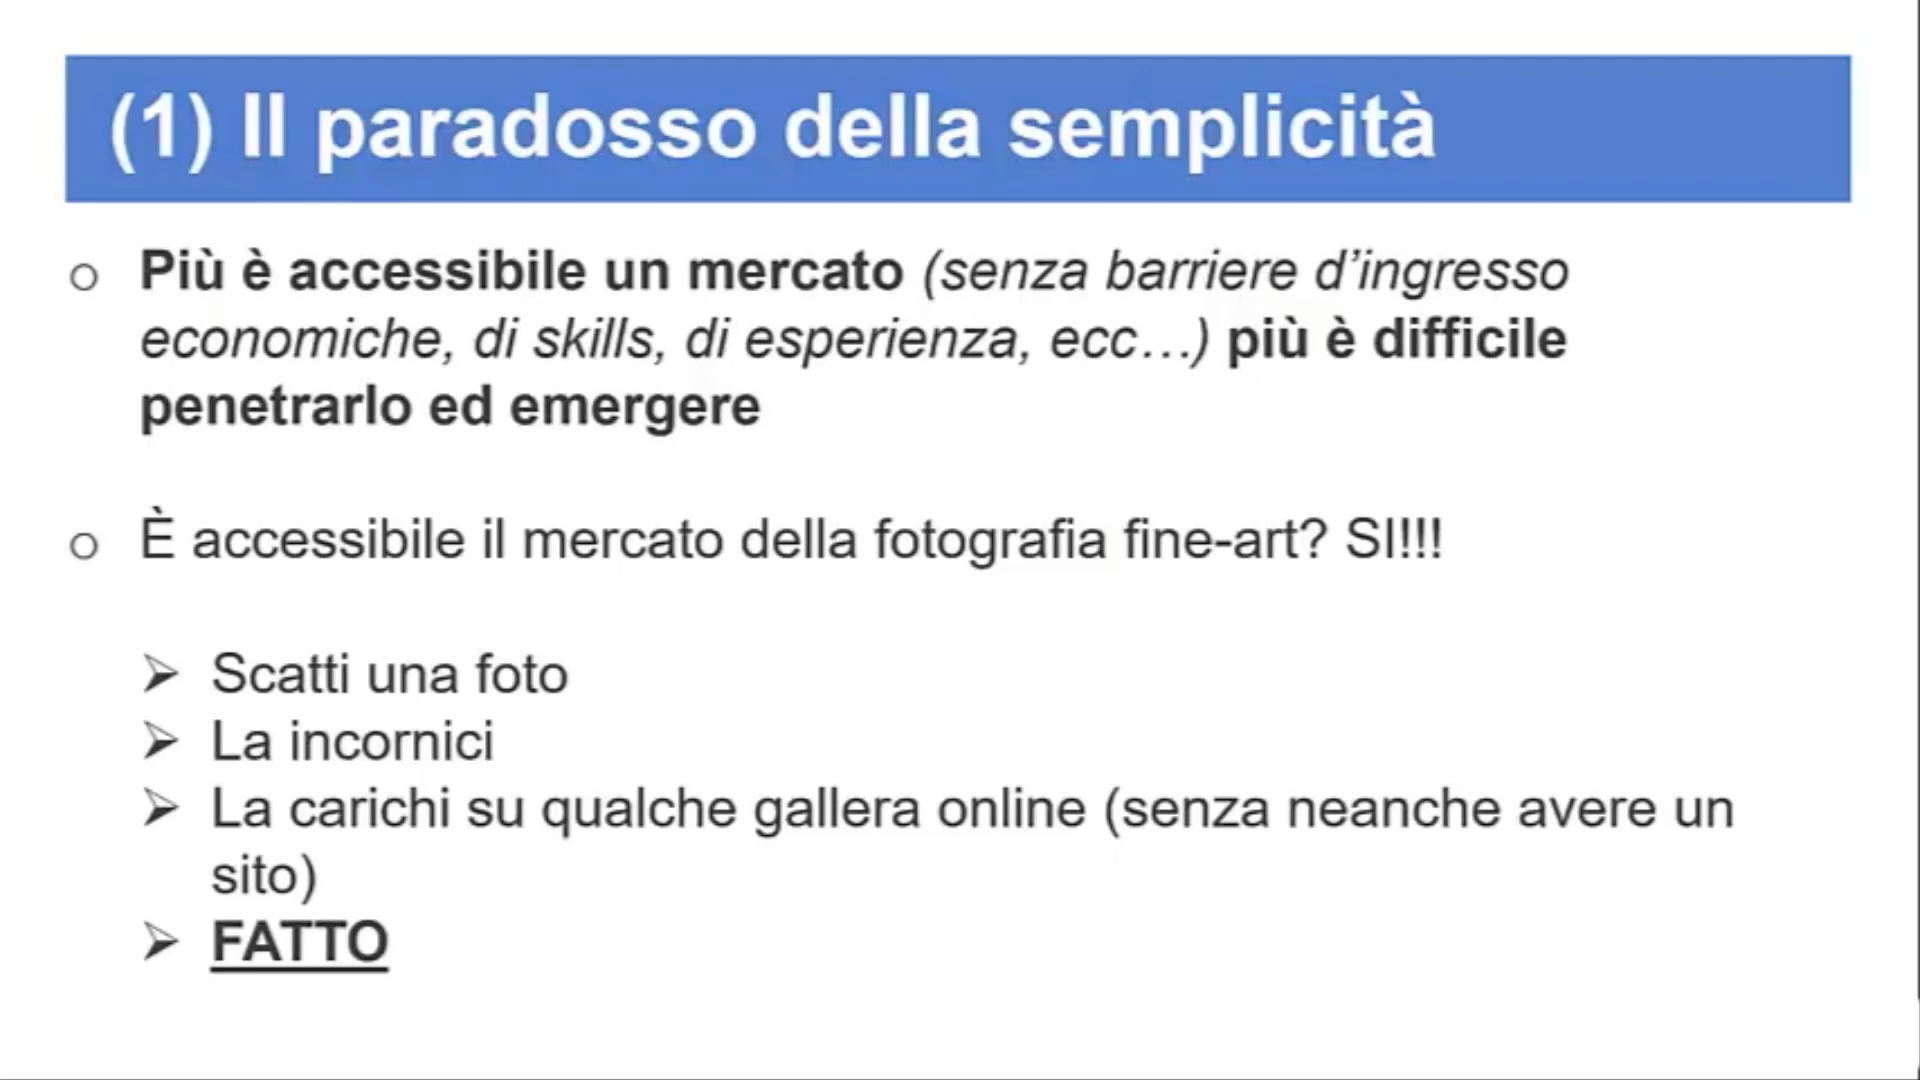 (1) Il paradosso della semplicità
o Più è accessibile un mercato (senza barriere d’ingresso
economiche, di skills, di esperienza, ecc…) più è difficile
penetrarlo ed emergere
o È accessibile il mercato della fotografia fine-art? SI!!!
➢ Scatti una foto
➢ La incornici
➢ La carichi su qualche gallera online (senza neanche avere un
sito)
➢ FATTO